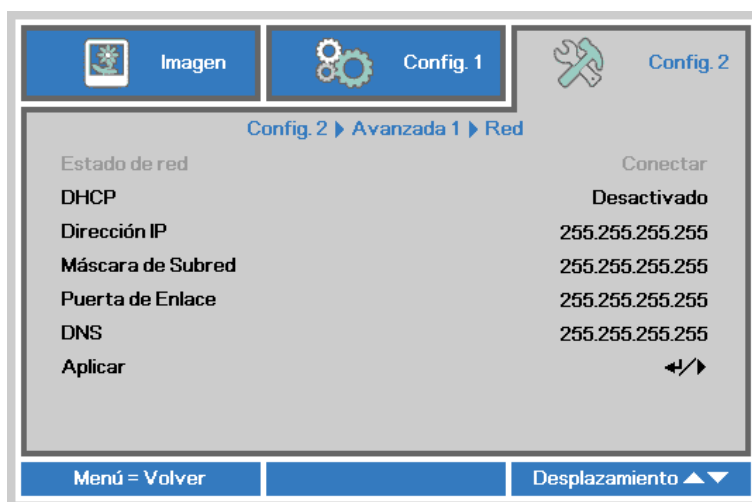 Imagen Config. 1 Config. 2
Config. 2 ▶ Avanzada 1 ▶ Red
Estado de red Conectar
DHCP Desactivado
Dirección IP 255.255.255.255
Máscara de Subred 255.255.255.255
Puerta de Enlace 255.255.255.255
DNS 255.255.255.255
Aplicar ↵/▶
Menú = Volver Desplazamiento ▲▼